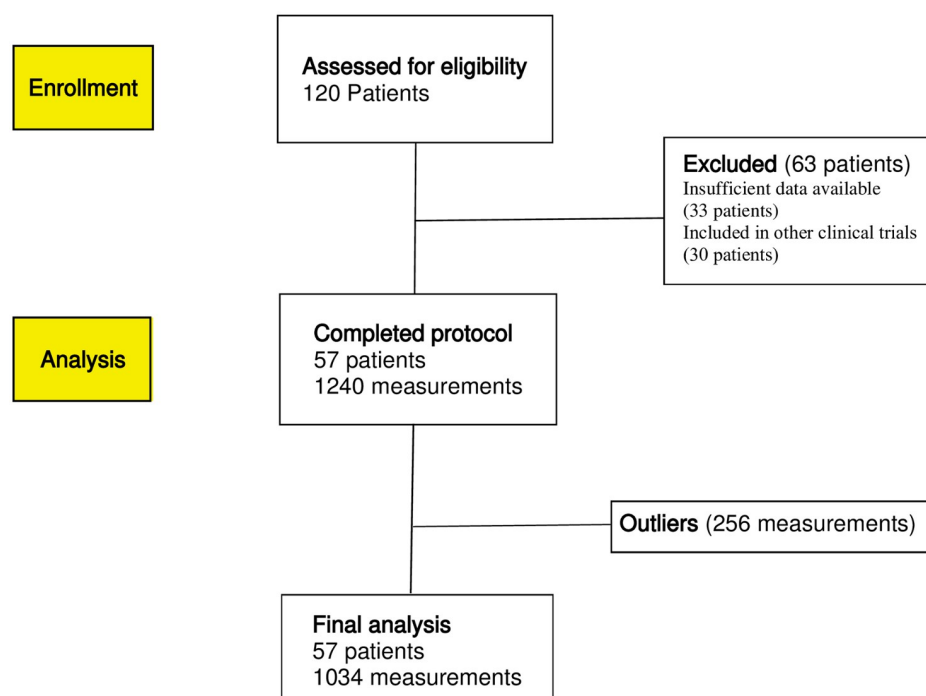 Enrollment
Assessed for eligibility
120 Patients
Excluded (63 patients)
Insufficient data available
(33 patients)
Included in other clinical trials
(30 patients)
Analysis
Completed protocol
57 patients
1240 measurements
Outliers (256 measurements)
Final analysis
57 patients
1034 measurements